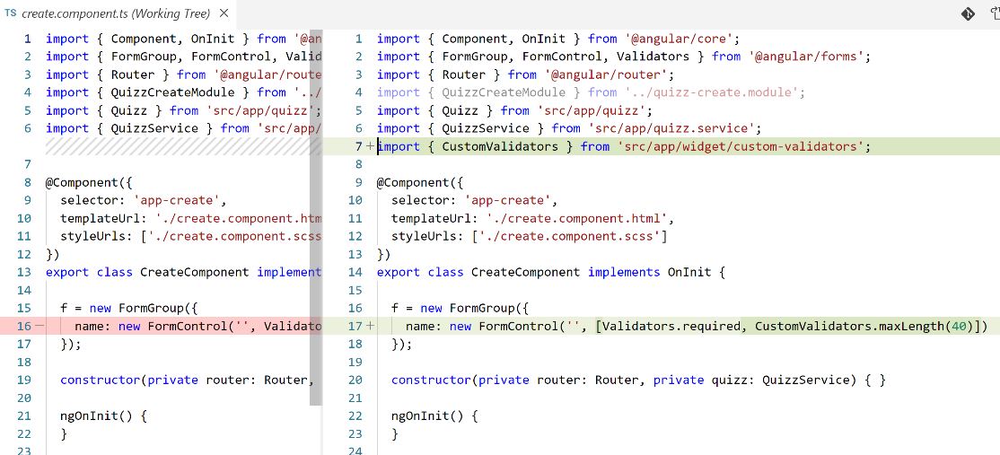 TS create.component.ts (Working Tree) ×
1 import { Component, OnInit } from '@an
2 import { FormGroup, FormControl, Valid
3 import { Router } from '@angular/route
4 import { QuizzCreateModule } from '../
5 import { Quizz } from 'src/app/quizz';
6 import { QuizzService } from 'src/app/
7
8 @Component({
9 selector: 'app-create',
10 templateUrl: './create.component.htm
11 styleUrls: ['./create.component.scss
12 })
13 export class CreateComponent implement
14
15 f = new FormGroup({
16 − name: new FormControl('', Validato
17 });
18
19 constructor(private router: Router,
20
21 ngOnInit() {
22 }
23
1 import { Component, OnInit } from '@angular/core';
2 import { FormGroup, FormControl, Validators } from '@angular/forms';
3 import { Router } from '@angular/router';
4 import { QuizzCreateModule } from '../quizz-create.module';
5 import { Quizz } from 'src/app/quizz';
6 import { QuizzService } from 'src/app/quizz.service';
7 + import { CustomValidators } from 'src/app/widget/custom-validators';
8
9 @Component({
10 selector: 'app-create',
11 templateUrl: './create.component.html',
12 styleUrls: ['./create.component.scss']
13 })
14 export class CreateComponent implements OnInit {
15
16 f = new FormGroup({
17 + name: new FormControl('', [Validators.required, CustomValidators.maxLength(40)])
18 });
19
20 constructor(private router: Router, private quizz: QuizzService) { }
21
22 ngOnInit() {
23 }
24